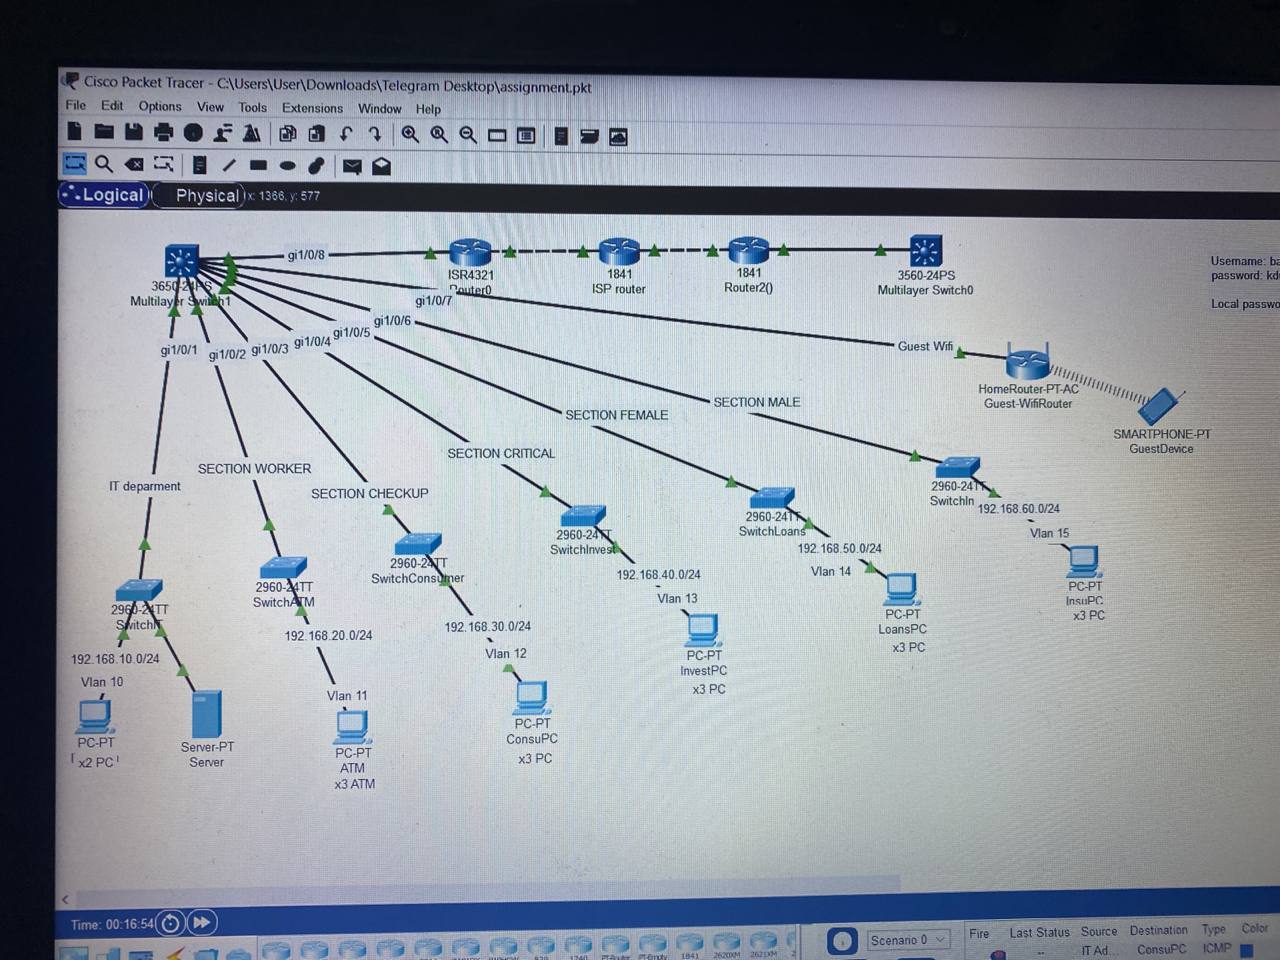 Cisco Packet Tracer - C:\Users\User\Downloads\Telegram Desktop\assignment.pkt
File Edit Options View Tools Extensions Window Help
Logical Physical x: 1366, y: 577
gi1/0/8
3650-24PS
Multilayer Switch1
ISR4321
Router0
1841
ISP router
1841
Router2()
3560-24PS
Multilayer Switch0
Username:
password:
Local
gi1/0/7
gi1/0/6
gi1/0/5
gi1/0/4
gi1/0/3
gi1/0/2
gi1/0/1
Guest Wifi
HomeRouter-PT-AC
Guest-WifiRouter
SMARTPHONE-PT
GuestDevice
SECTION MALE
SECTION FEMALE
SECTION CRITICAL
SECTION CHECKUP
SECTION WORKER
IT deparment
2960-24TT
SwitchIn
192.168.60.0/24
Vlan 15
PC-PT
InsuPC
x3 PC
2960-24TT
SwitchLoans
192.168.50.0/24
Vlan 14
PC-PT
LoansPC
x3 PC
2960-24TT
SwitchInvest
192.168.40.0/24
Vlan 13
PC-PT
InvestPC
x3 PC
2960-24TT
SwitchConsumer
192.168.30.0/24
Vlan 12
PC-PT
ConsuPC
x3 PC
2960-24TT
SwitchATM
192.168.20.0/24
Vlan 11
PC-PT
ATM
x3 ATM
2960-24TT
SwitchIT
192.168.10.0/24
Vlan 10
PC-PT
x2 PC
Server-PT
Server
Time: 00:16:54
Scenario 0
Fire Last Status Source Destination Type Color
-- IT Ad... ConsuPC ICMP
1841 2620XM 2621XM